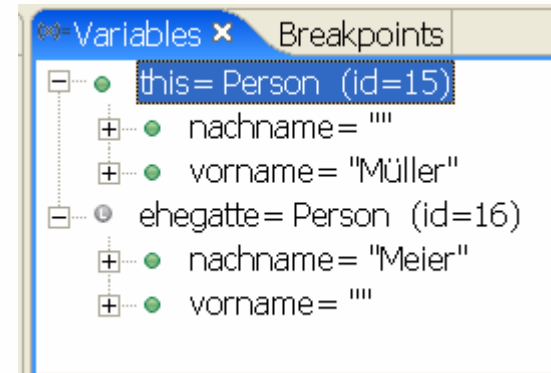 Variables Breakpoints
this= Person (id=15)
nachname= ""
vorname= "Müller"
ehegatte= Person (id=16)
nachname= "Meier"
vorname= ""